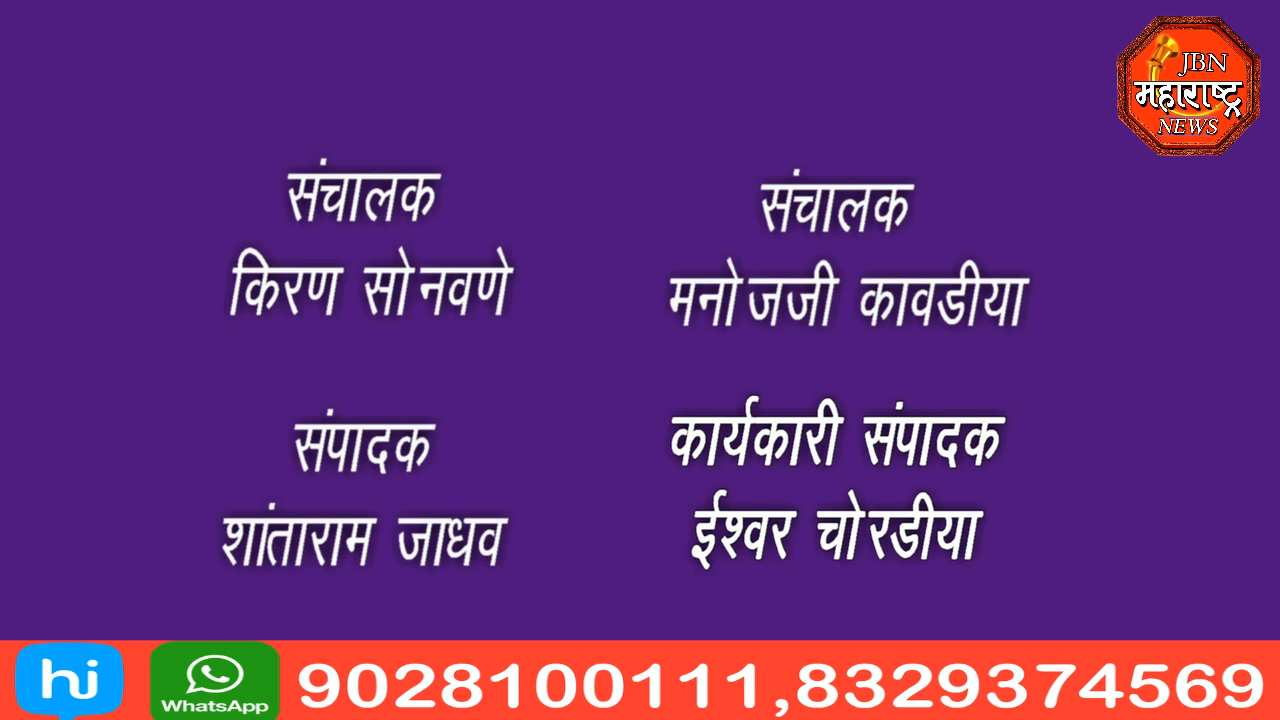 JBN
महाराष्ट्र
NEWS
संचालक
किरण सोनवणे
संचालक
मनोजजी कावडीया
संपादक
शांताराम जाधव
कार्यकारी संपादक
ईश्वर चोरडीया
hi
WhatsApp
9028100111,8329374569